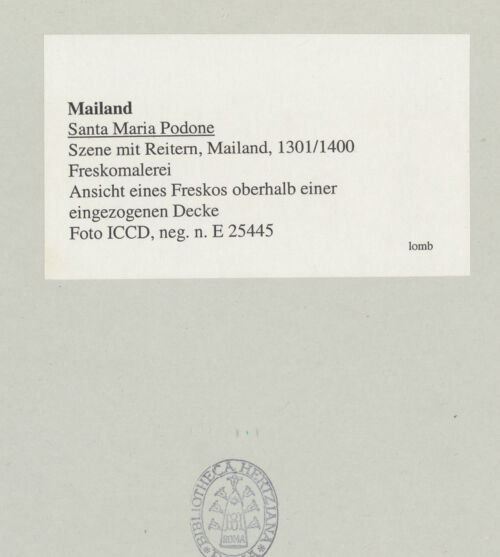 Mailand
Santa Maria Podone
Szene mit Reitern, Mailand, 1301/1400
Freskomalerei
Ansicht eines Freskos oberhalb einer
eingezogenen Decke
Foto ICCD, neg. n. E 25445
lomb
BIBLIOTHECA HERTZIANA
ROMA